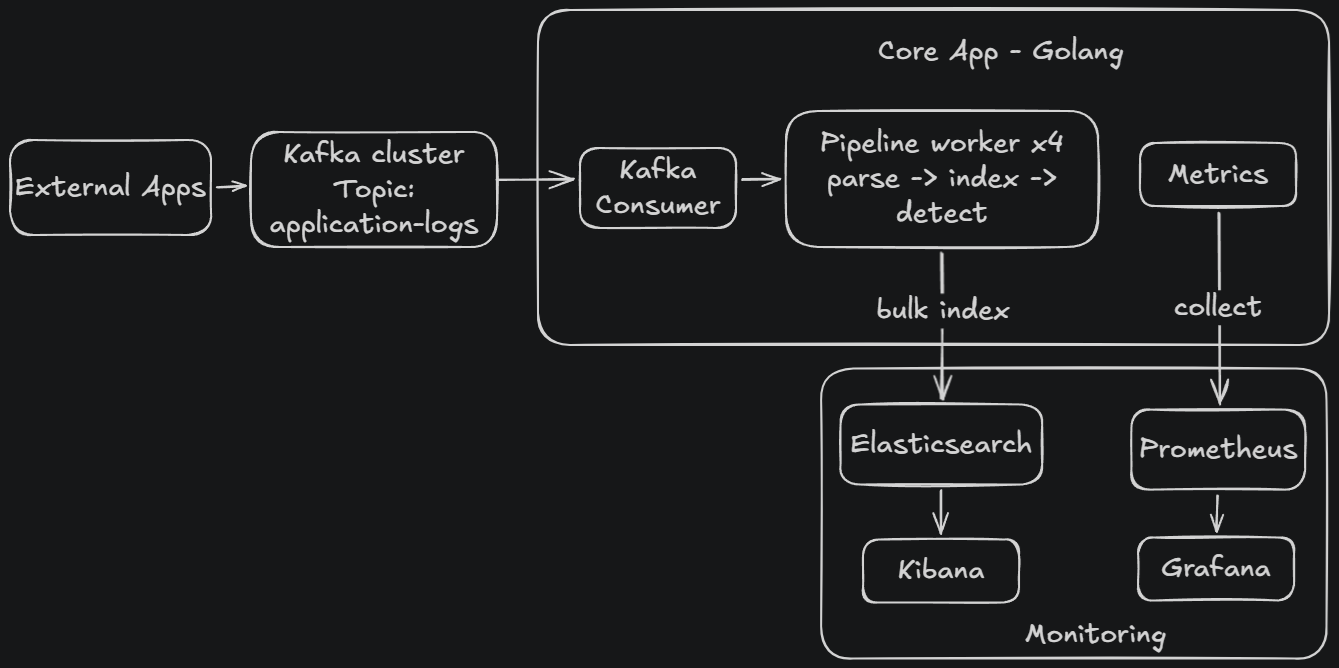 Core App - Golang
External Apps
Kafka cluster
Topic:
application-logs
Kafka
Consumer
Pipeline worker x4
parse -> index ->
detect
Metrics
bulk index
collect
Elasticsearch
Prometheus
Kibana
Grafana
Monitoring